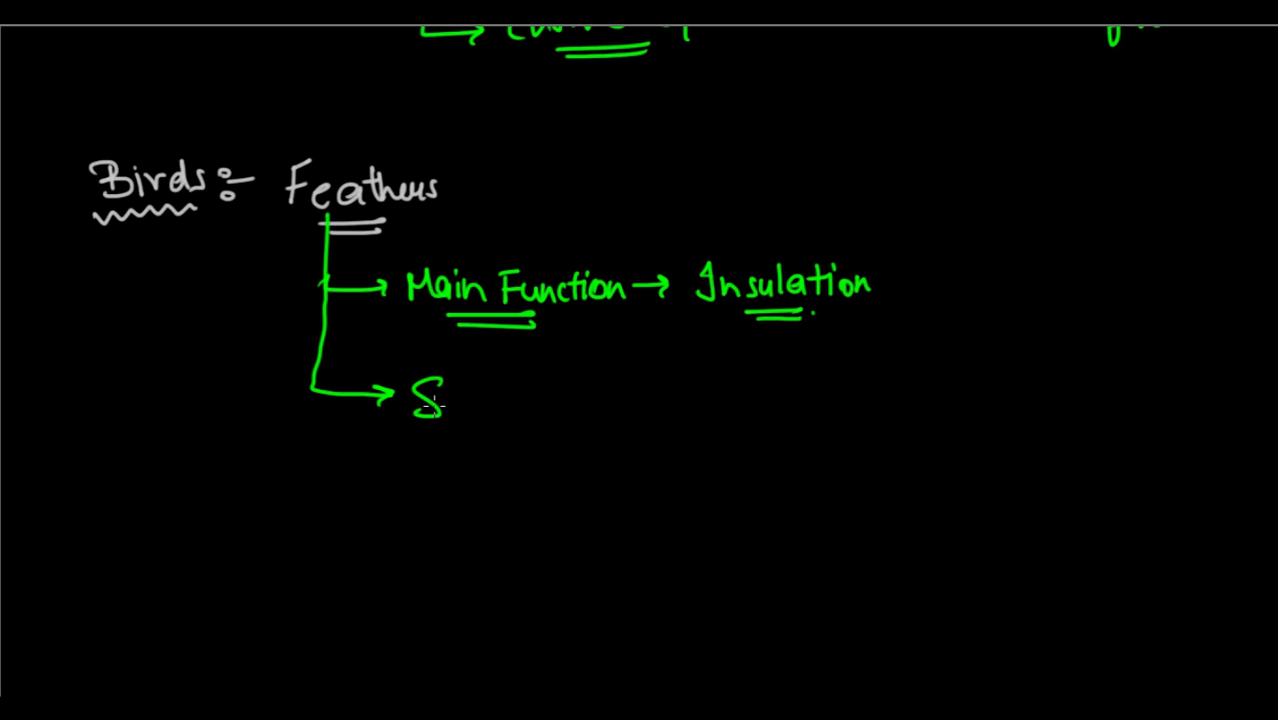 Birds :- Feathers
→ Main Function → Insulation
→ S